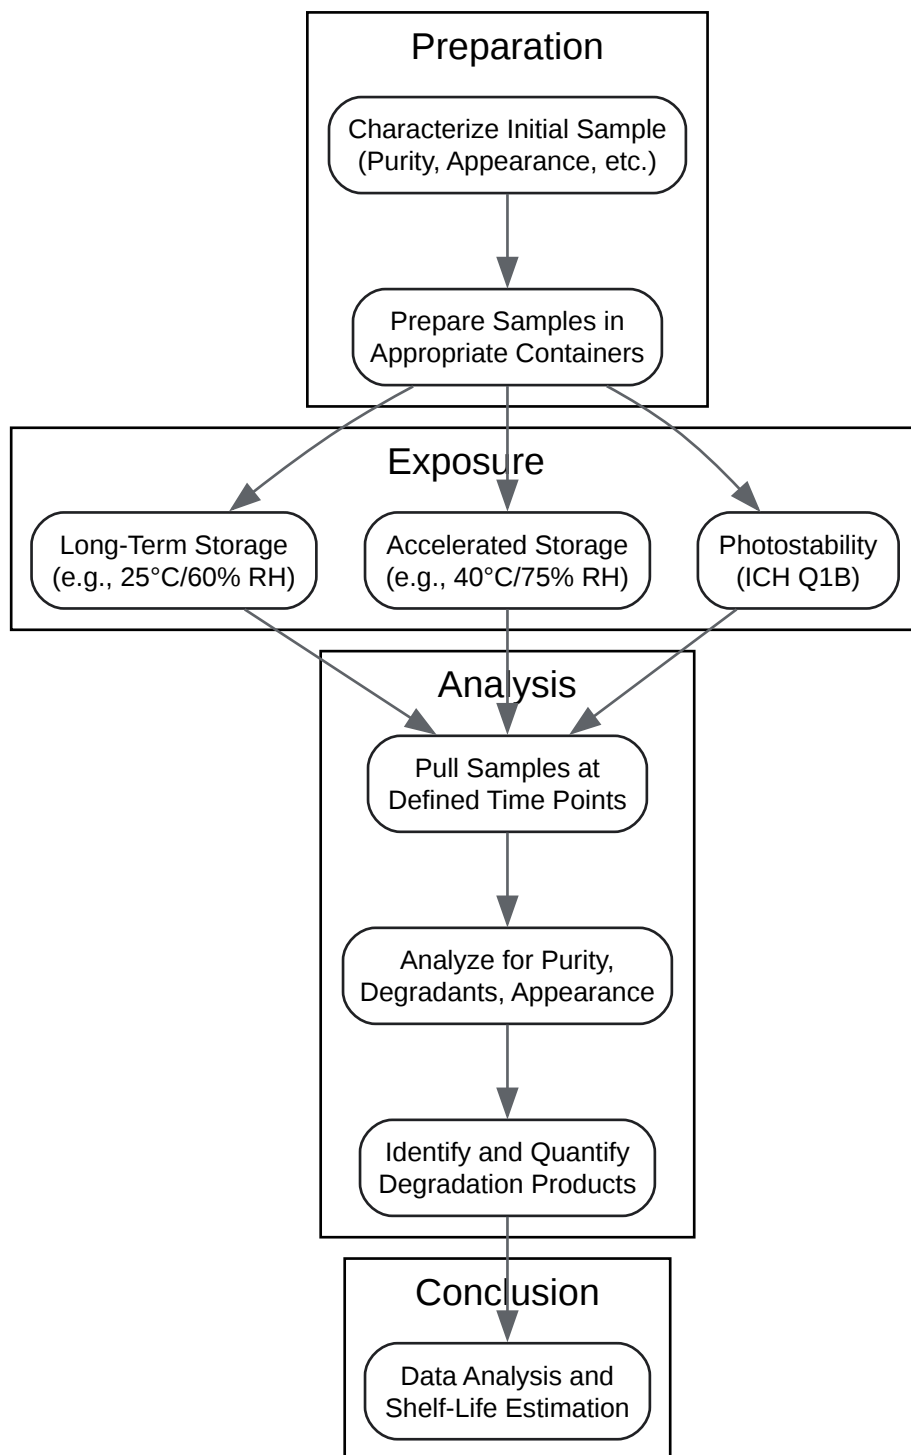 Preparation
Characterize Initial Sample
(Purity, Appearance, etc.)
Prepare Samples in
Appropriate Containers
Exposure
Long-Term Storage
(e.g., 25°C/60% RH)
Accelerated Storage
(e.g., 40°C/75% RH)
Photostability
(ICH Q1B)
Analysis
Pull Samples at
Defined Time Points
Analyze for Purity,
Degradants, Appearance
Identify and Quantify
Degradation Products
Conclusion
Data Analysis and
Shelf-Life Estimation